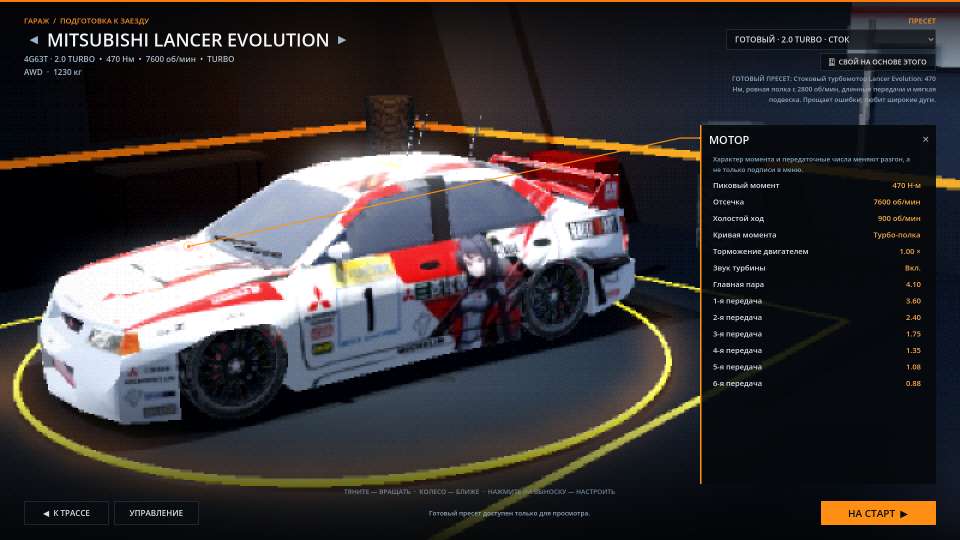 ГАРАЖ / ПОДГОТОВКА К ЗАЕЗДУ
◀ MITSUBISHI LANCER EVOLUTION ▶
4G63T · 2.0 TURBO • 470 Нм • 7600 об/мин • TURBO
AWD · 1230 кг
ПРЕСЕТ
ГОТОВЫЙ · 2.0 TURBO · СТОК
СВОЙ НА ОСНОВЕ ЭТОГО
ГОТОВЫЙ ПРЕСЕТ: Стоковый турбомотор Lancer Evolution: 470
Нм, ровная полка с 2800 об/мин, длинные передачи и мягкая
подвеска. Прощает ошибки, любит широкие дуги.
МОТОР ×
Характер момента и передаточные числа меняют разгон, а
не только подписи в меню.
Пиковый момент 470 Н·м
Отсечка 7600 об/мин
Холостой ход 900 об/мин
Кривая момента Турбо-полка
Торможение двигателем 1.00 ×
Звук турбины Вкл.
Главная пара 4.10
1-я передача 3.60
2-я передача 2.40
3-я передача 1.75
4-я передача 1.35
5-я передача 1.08
6-я передача 0.88
1
ТЯНИТЕ — ВРАЩАТЬ · КОЛЕСО — БЛИЖЕ · НАЖМИТЕ НА ВЫНОСКУ — НАСТРОИТЬ
◀ К ТРАССЕ
УПРАВЛЕНИЕ
Готовый пресет доступен только для просмотра.
НА СТАРТ ▶